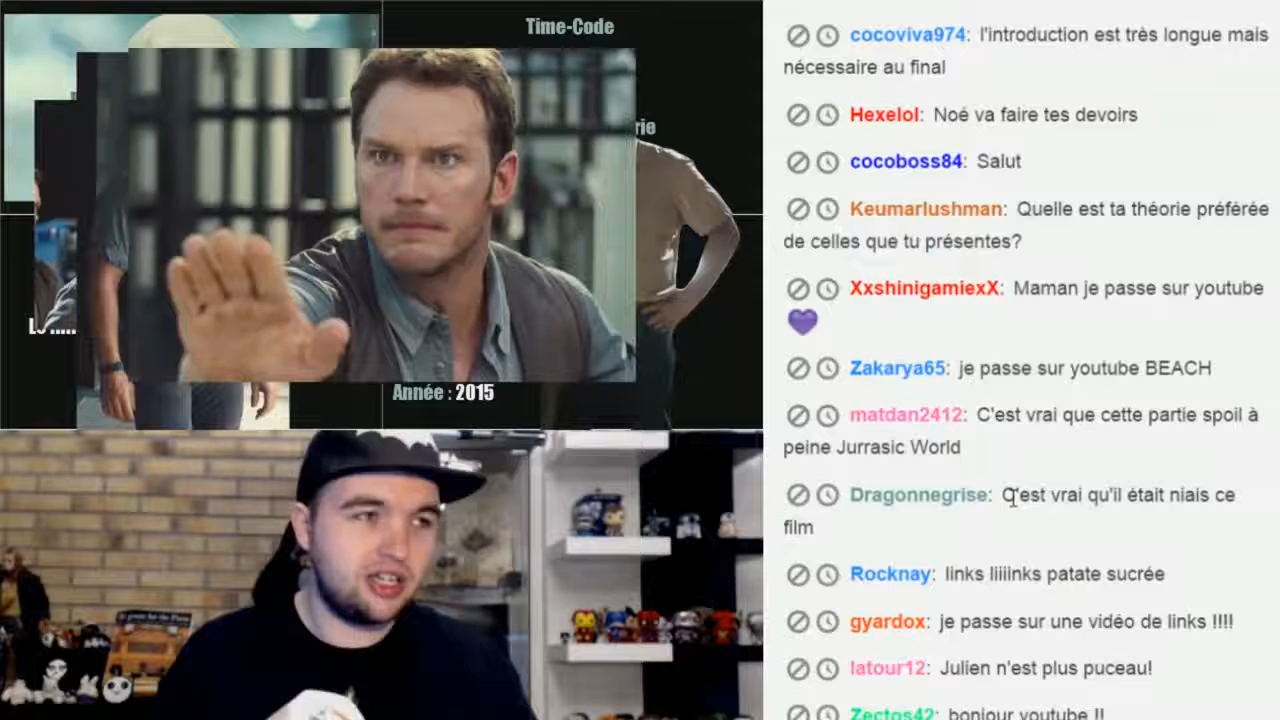 Time-Code
rie
Année : 2015
cocoviva974: l'introduction est très longue mais
nécessaire au final
Hexelol: Noé va faire tes devoirs
cocoboss84: Salut
Keumarlushman: Quelle est ta théorie préférée
de celles que tu présentes?
XxshinigamiexX: Maman je passe sur youtube
Zakarya65: je passe sur youtube BEACH
matdan2412: C'est vrai que cette partie spoil à
peine Jurrasic World
Dragonnegrise: C'est vrai qu'il était niais ce
film
Rocknay: links liiiinks patate sucrée
gyardox: je passe sur une vidéo de links !!!!
latour12: Julien n'est plus puceau!
Zectos42: bonjour youtube !!